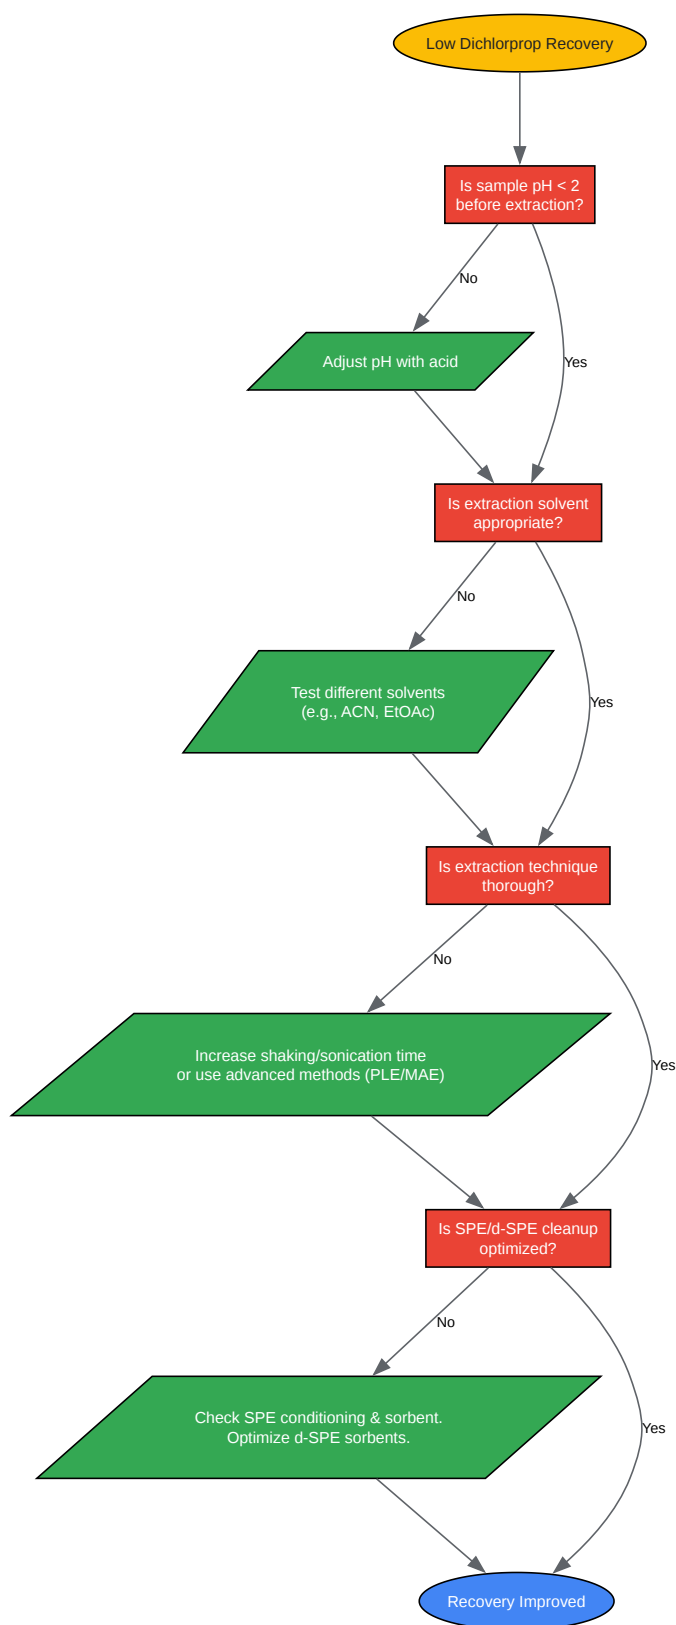 Low Dichlorprop Recovery
Is sample pH < 2
before extraction?
No
Adjust pH with acid
Yes
Is extraction solvent
appropriate?
No
Test different solvents
(e.g., ACN, EtOAc)
Yes
Is extraction technique
thorough?
No
Increase shaking/sonication time
or use advanced methods (PLE/MAE)
Yes
Is SPE/d-SPE cleanup
optimized?
No
Check SPE conditioning & sorbent.
Optimize d-SPE sorbents.
Yes
Recovery Improved